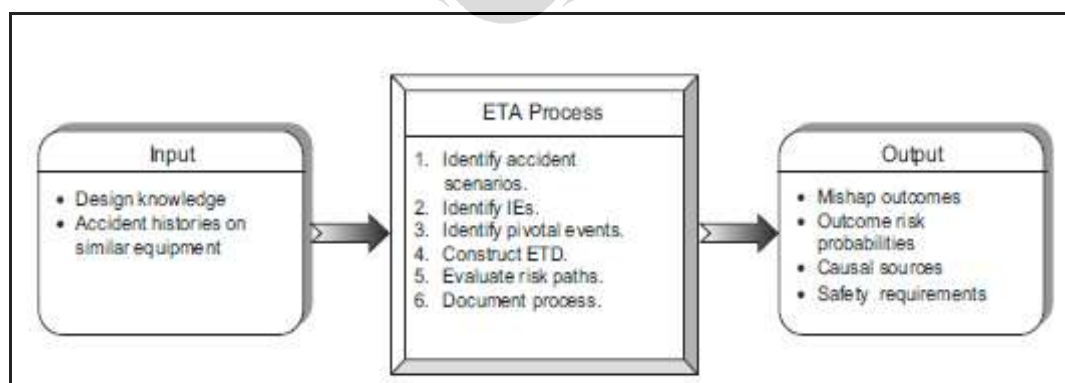 Input
• Design knowledge
• Accident histories on
similar equipment
ETA Process
1. Identify accident
scenarios.
2. Identify IEs.
3. Identify pivotal events.
4. Construct ETD.
5. Evaluate risk paths.
6. Document process.
Output
• Mishap outcomes
• Outcome risk
probabilities
• Causal sources
• Safety requirements